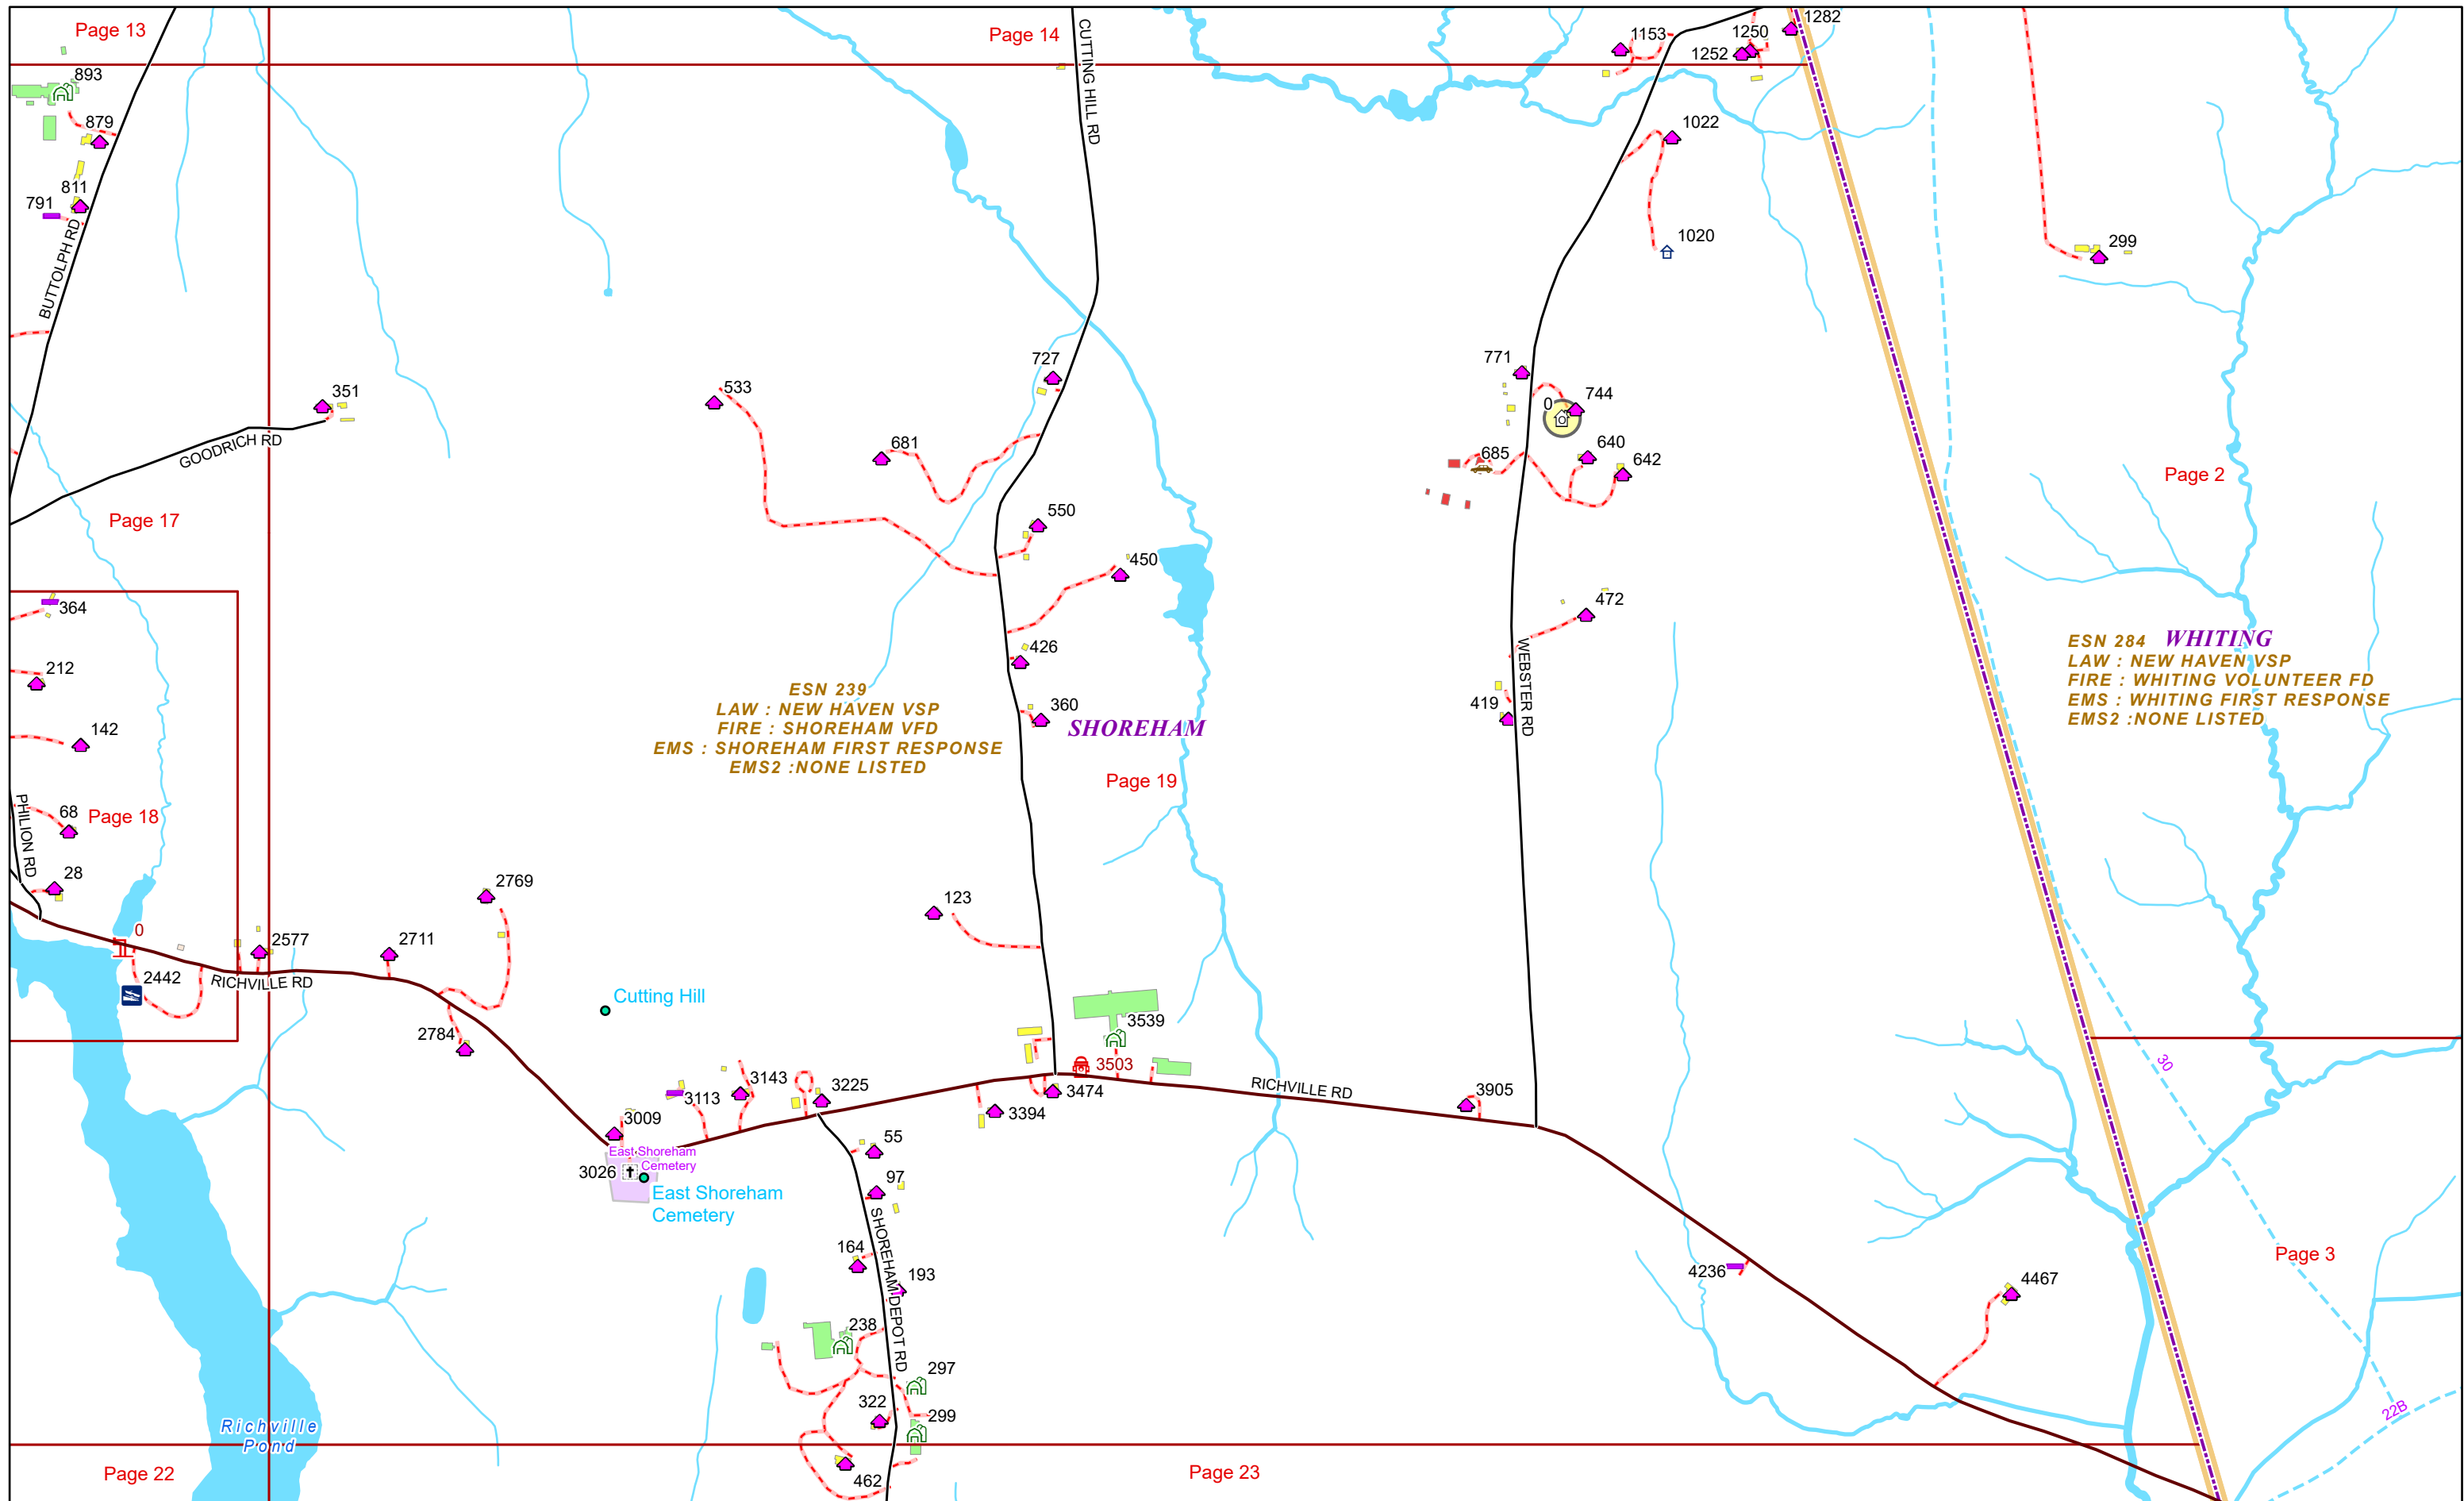 Page 13
Page 14
CUTTING HILL RD
1153
1250
1252
1282
893
879
811
791
BUTTOLPH RD
1022
1020
299
351
GOODRICH RD
533
727
681
771
0
744
640
642
685
Page 2
Page 17
550
450
364
472
426
212
360
142
WEBSTER RD
419
ESN 239
LAW : NEW HAVEN VSP
FIRE : SHOREHAM VFD
EMS : SHOREHAM FIRST RESPONSE
EMS2 :NONE LISTED
SHOREHAM
ESN 284 WHITING
LAW : NEW HAVEN VSP
FIRE : WHITING VOLUNTEER FD
EMS : WHITING FIRST RESPONSE
EMS2 :NONE LISTED
Page 19
PHILION RD
68
Page 18
28
2769
123
0
2577
2711
2442
RICHVILLE RD
Cutting Hill
2784
3539
3503
30
3143
3225
3113
3474
3394
RICHVILLE RD
3905
3009
East Shoreham
Cemetery
3026
East Shoreham
Cemetery
55
97
SHOREHAM DEPOT RD
164
193
238
297
322
299
462
4236
4467
Page 3
22B
Richville
Pond
Page 22
Page 23